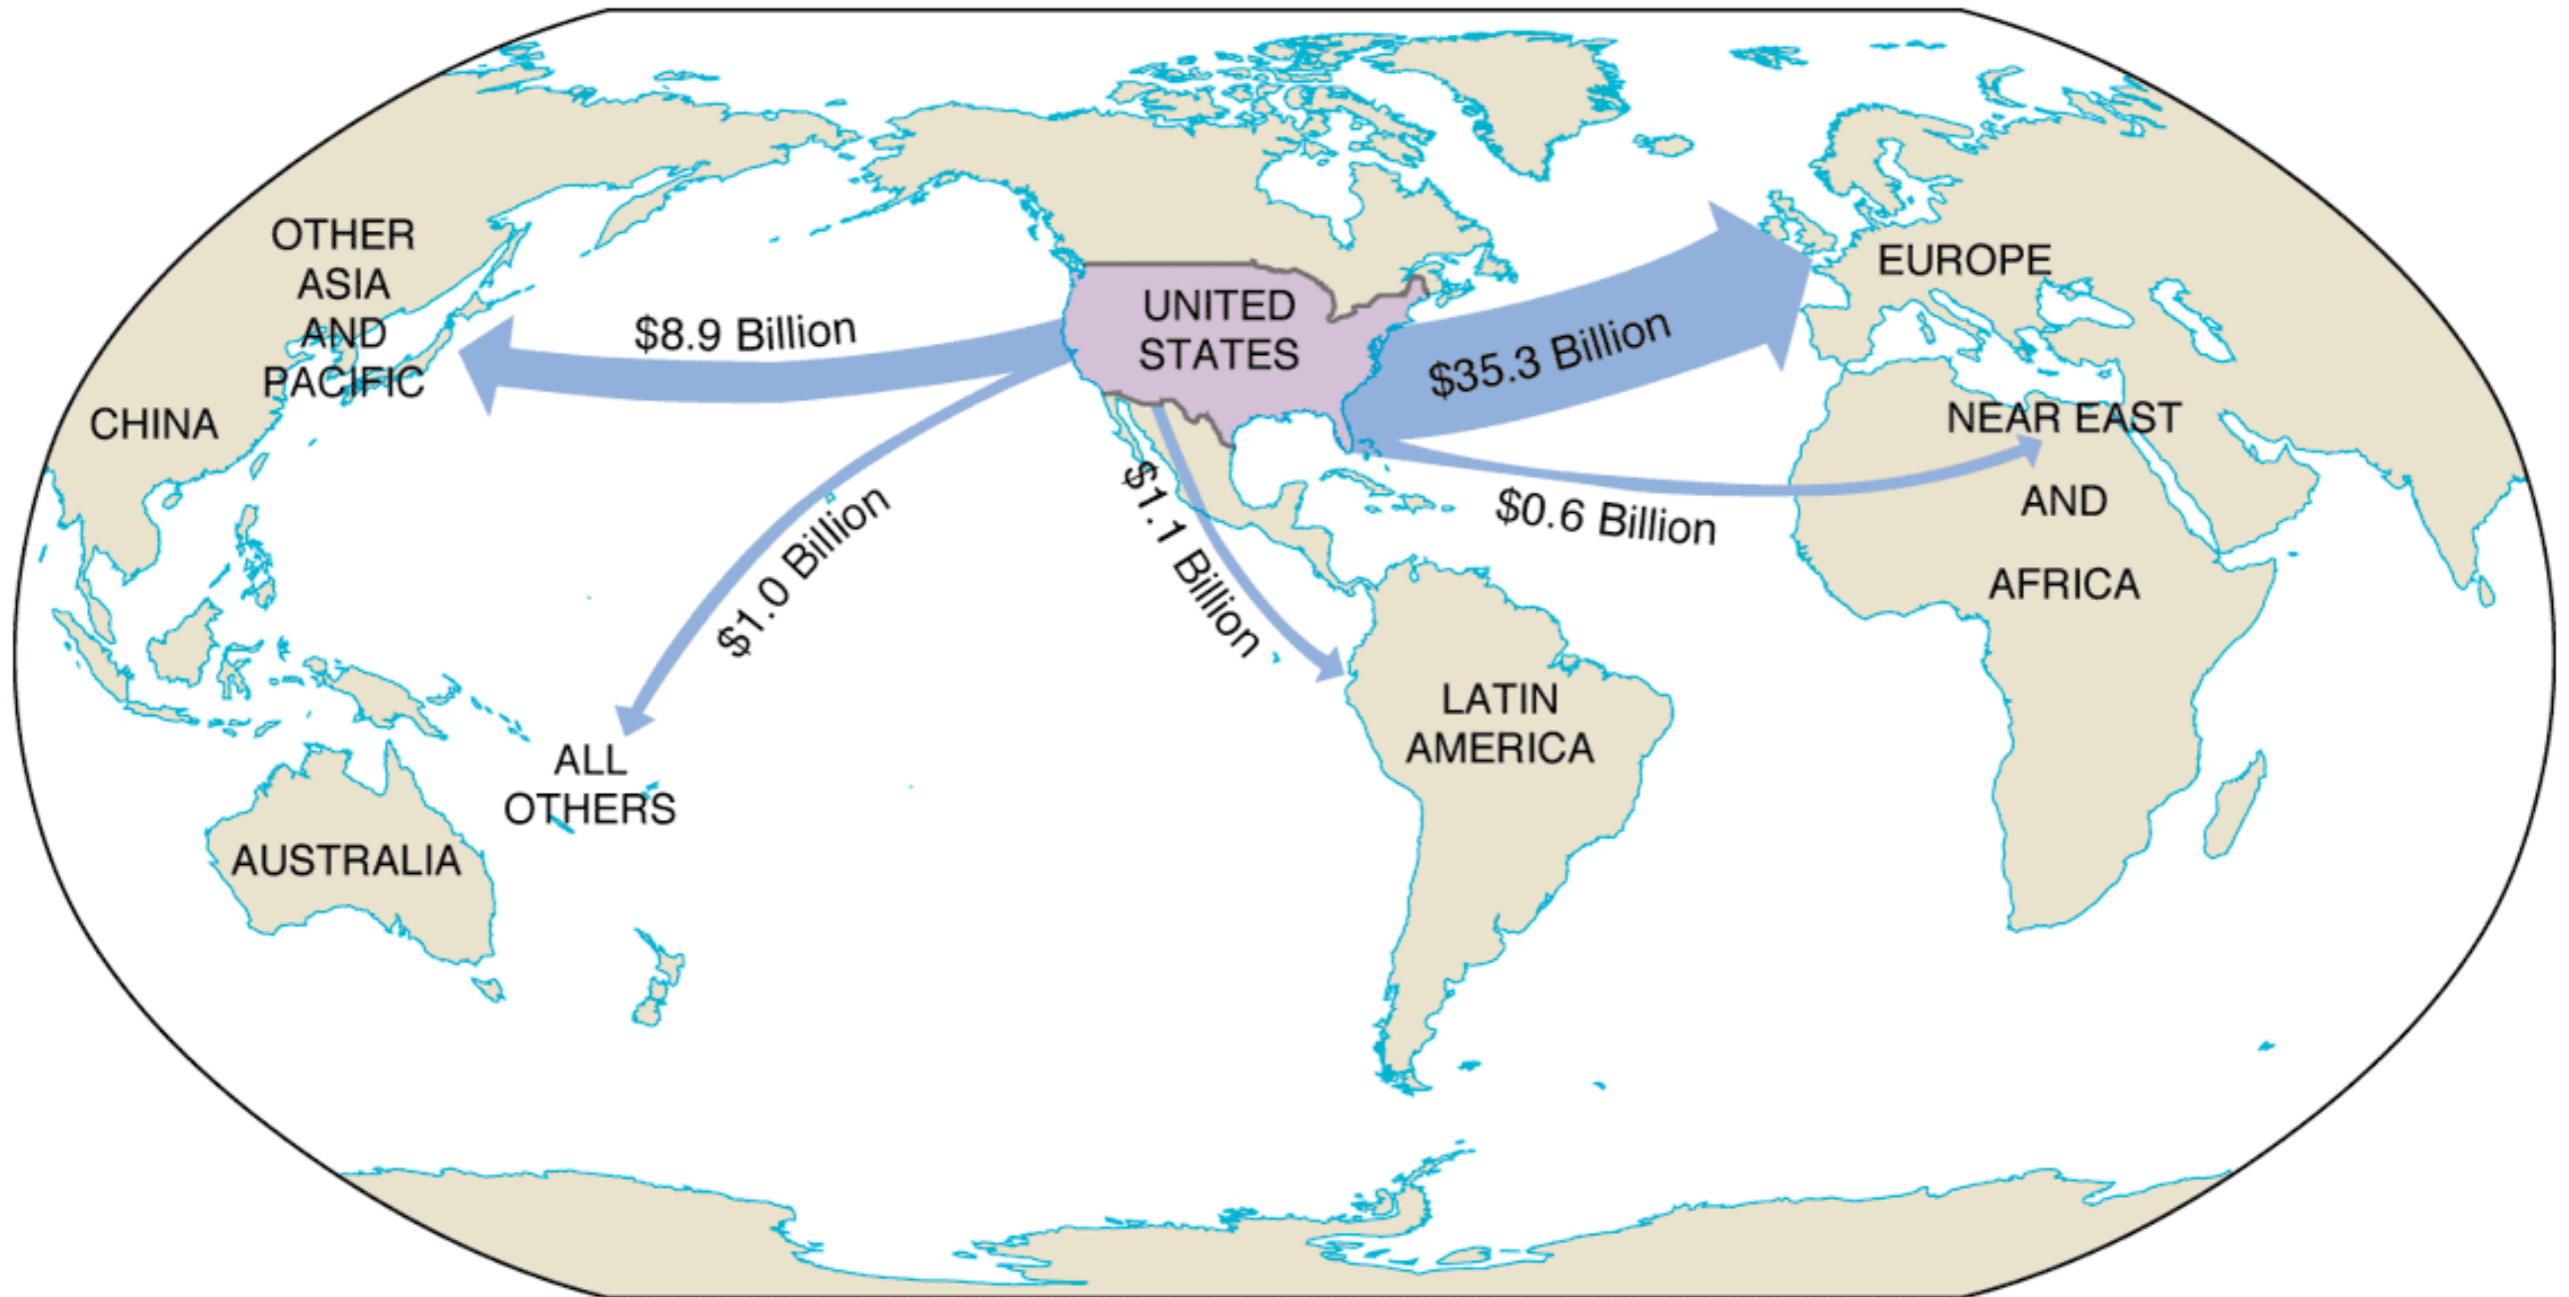 OTHER
ASIA
AND
PACIFIC
CHINA
$8.9 Billion
UNITED
STATES
$35.3 Billion
EUROPE
NEAR EAST
AND
AFRICA
$0.6 Billion
$1.0 Billion
$1.1 Billion
LATIN
AMERICA
ALL
OTHERS
AUSTRALIA